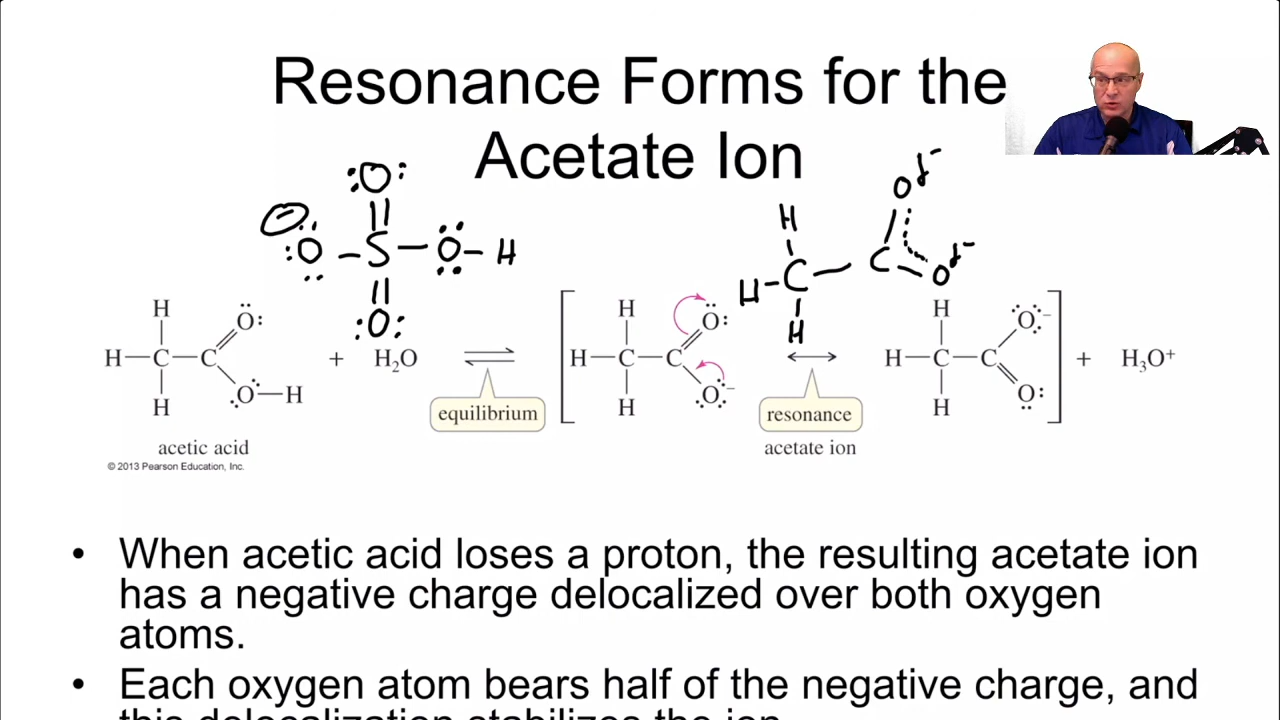 Resonance Forms for the
Acetate Ion
:O:
⊖
:Ö – S – Ö – H
:O:
H
H – C – C
H
O δ⁻
O δ⁻
H
H—C—C
H
Ö:
:Ö—H
acetic acid
© 2013 Pearson Education, Inc.
+ H₂O
equilibrium
H
H—C—C
H
Ö:
:Ö:⁻
resonance
acetate ion
H
H—C—C
H
:Ö:⁻
O:
+ H₃O⁺
• When acetic acid loses a proton, the resulting acetate ion
has a negative charge delocalized over both oxygen
atoms.
• Each oxygen atom bears half of the negative charge, and
this delocalization stabilizes the ion.